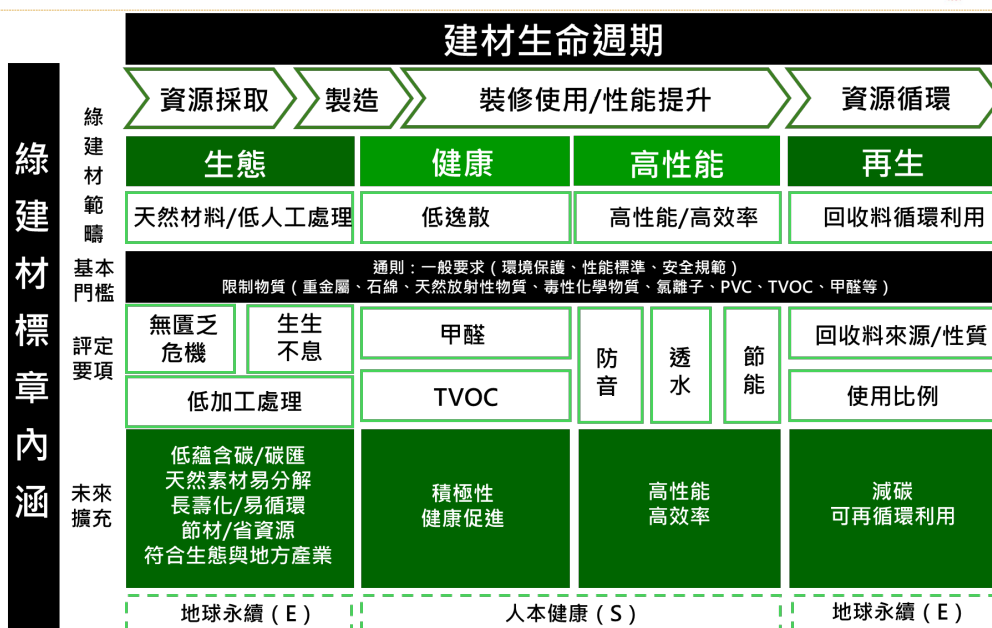 建材生命週期
資源採取
製造
裝修使用/性能提升
資源循環
綠建材標章內涵
綠建材範疇
生態
健康
高性能
再生
天然材料/低人工處理
低逸散
高性能/高效率
回收料循環利用
基本
門檻
通則：一般要求（環境保護、性能標準、安全規範）
限制物質（重金屬、石綿、天然放射性物質、毒性化學物質、氯離子、PVC、TVOC、甲醛等）
評定
要項
無匱乏
危機
生生
不息
低加工處理
甲醛
TVOC
防音
透水
節能
回收料來源/性質
使用比例
未來
擴充
低蘊含碳/碳匯
天然素材易分解
長壽化/易循環
節材/省資源
符合生態與地方產業
積極性
健康促進
高性能
高效率
減碳
可再循環利用
地球永續（E）
人本健康（S）
地球永續（E）